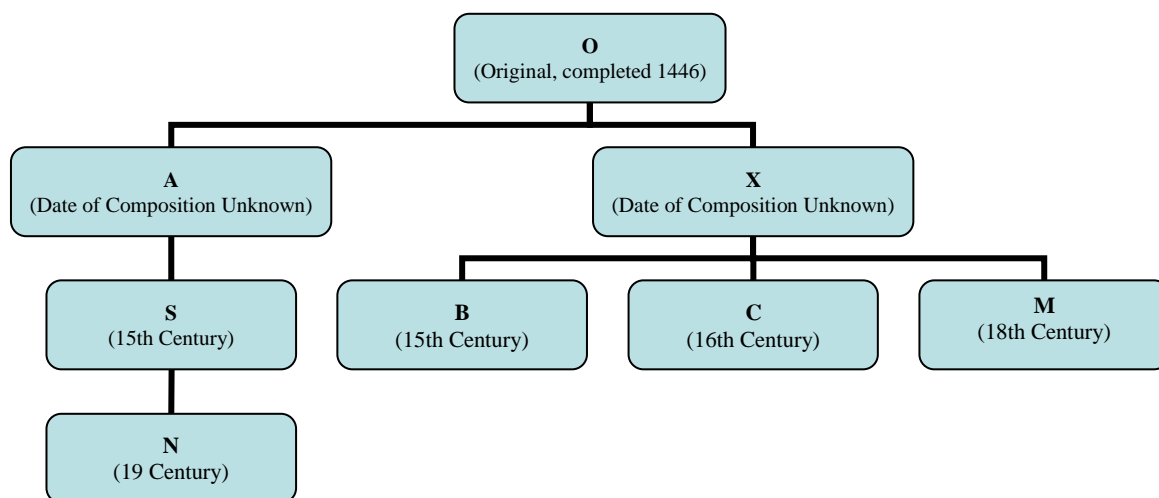 O
(Original, completed 1446)
A
(Date of Composition Unknown)
X
(Date of Composition Unknown)
S
(15th Century)
B
(15th Century)
C
(16th Century)
M
(18th Century)
N
(19 Century)